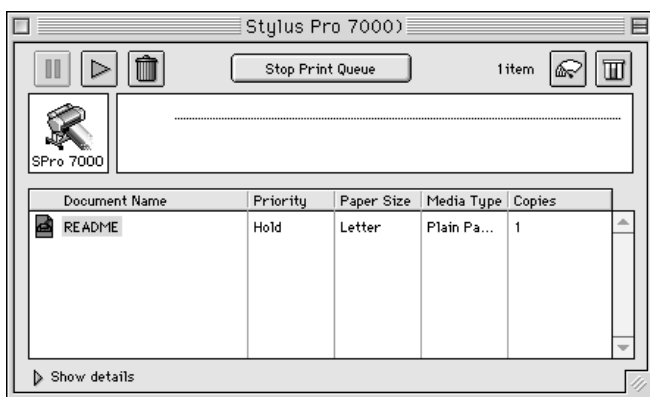 Stylus Pro 7000)
Stop Print Queue 1 item
SPro 7000
Document Name Priority Paper Size Media Type Copies
README Hold Letter Plain Pa... 1
Show details